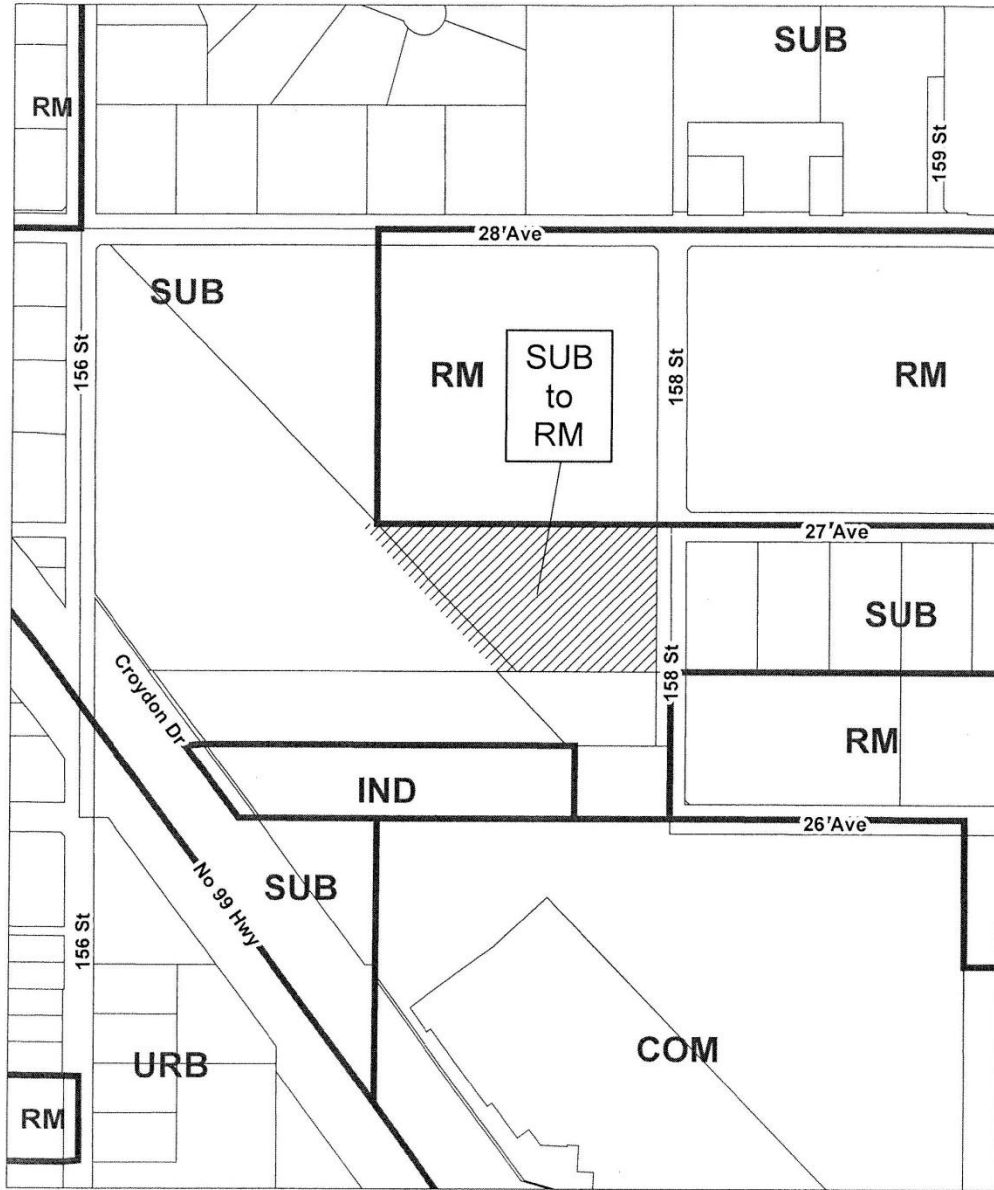 SUB
RM
159 St
28 Ave
SUB
156 St
RM
SUB
to
RM
158 St
RM
27 Ave
SUB
Croydon Dr
158 St
RM
IND
26 Ave
SUB
No 99 Hwy
156 St
URB
COM
RM